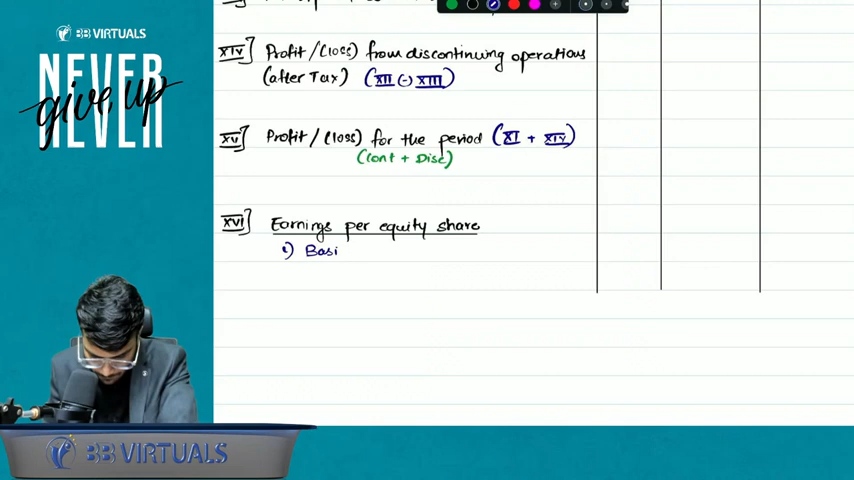 BB VIRTUALS
NEVER
give up
NEVER
XIV] Profit /(Loss) from discontinuing operations
(after Tax) (XII (-) XIII)
XV] Profit / (Loss) for the period (XI + XIV)
(Cont + Disc)
XVI] Earnings per equity share
i) Basi
BB VIRTUALS